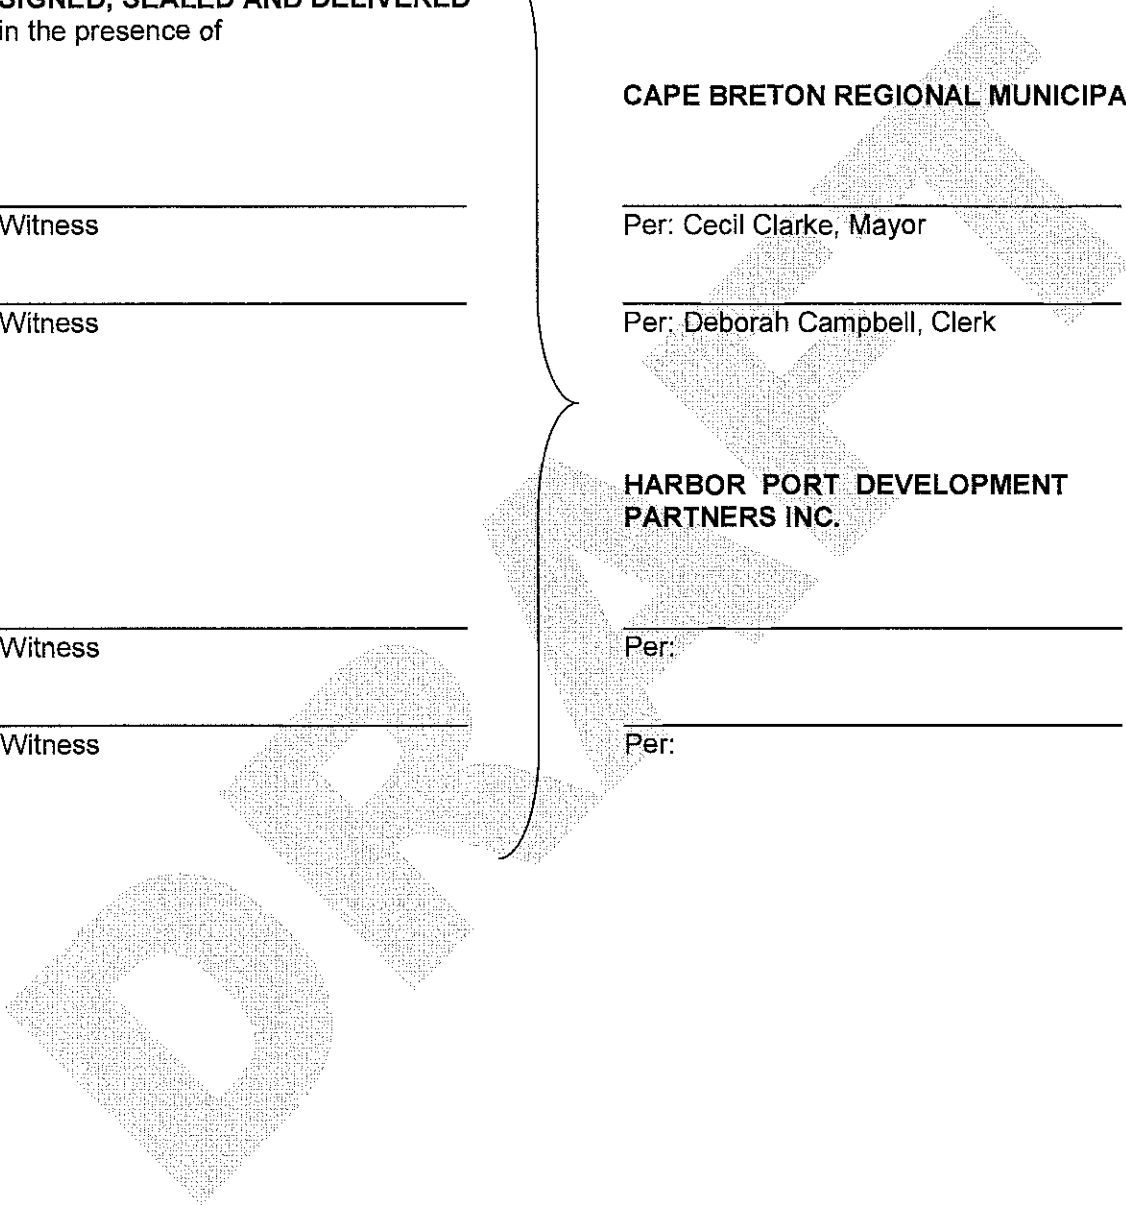 SIGNED, SEALED AND DELIVERED
in the presence of
CAPE BRETON REGIONAL MUNICIPA
Witness
Per: Cecil Clarke, Mayor
Witness
Per: Deborah Campbell, Clerk
HARBOR PORT DEVELOPMENT
PARTNERS INC.
Witness
Per:
Witness
Per:
DRAFT